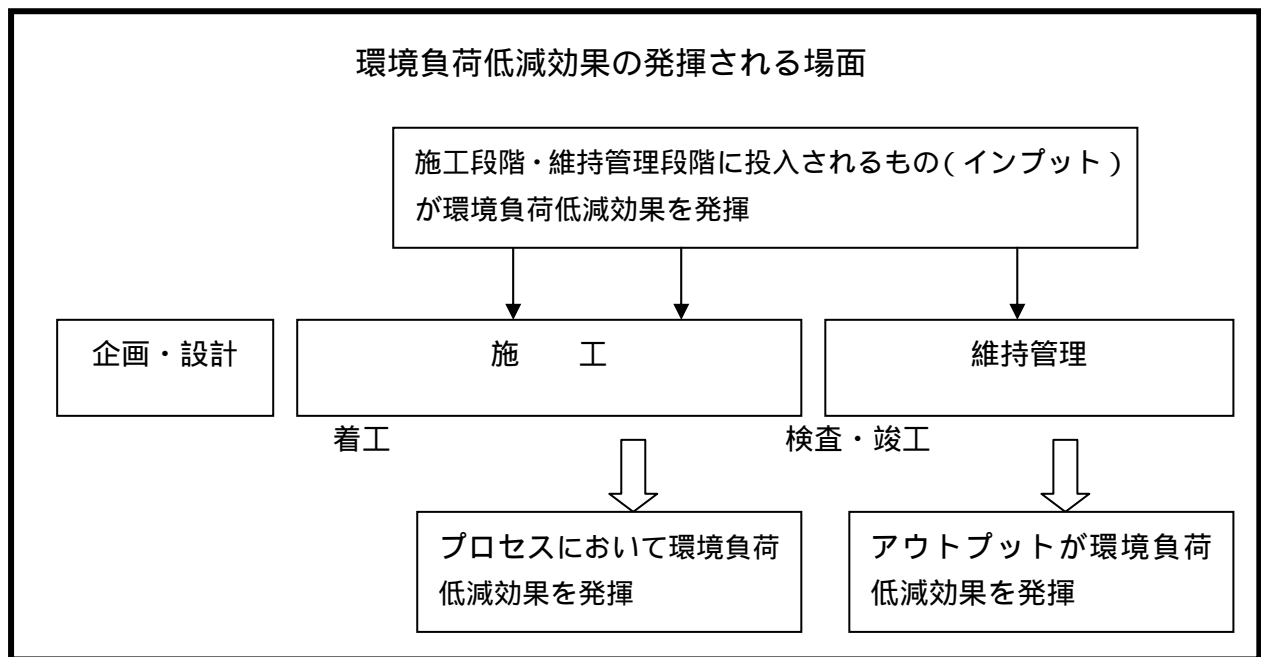 環境負荷低減効果の発揮される場面
施工段階・維持管理段階に投入されるもの(インプット)
が環境負荷低減効果を発揮
企画・設計
施　　工
維持管理
着工
検査・竣工
プロセスにおいて環境負荷
低減効果を発揮
アウトプットが環境負荷
低減効果を発揮